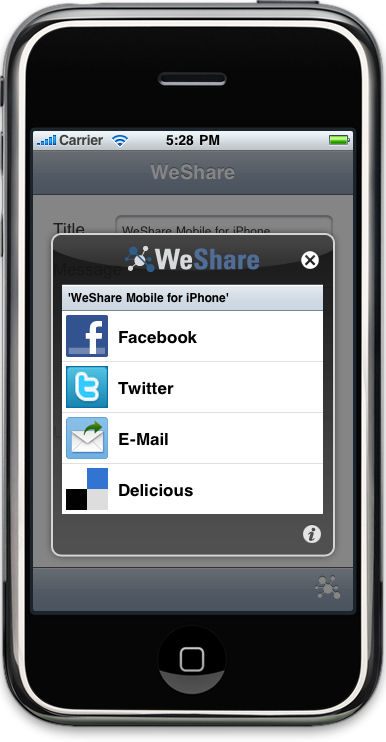 Carrier 5:28 PM
WeShare
Title WeShare Mobile for iPhone
Message
WeShare
'WeShare Mobile for iPhone'
Facebook
Twitter
E-Mail
Delicious